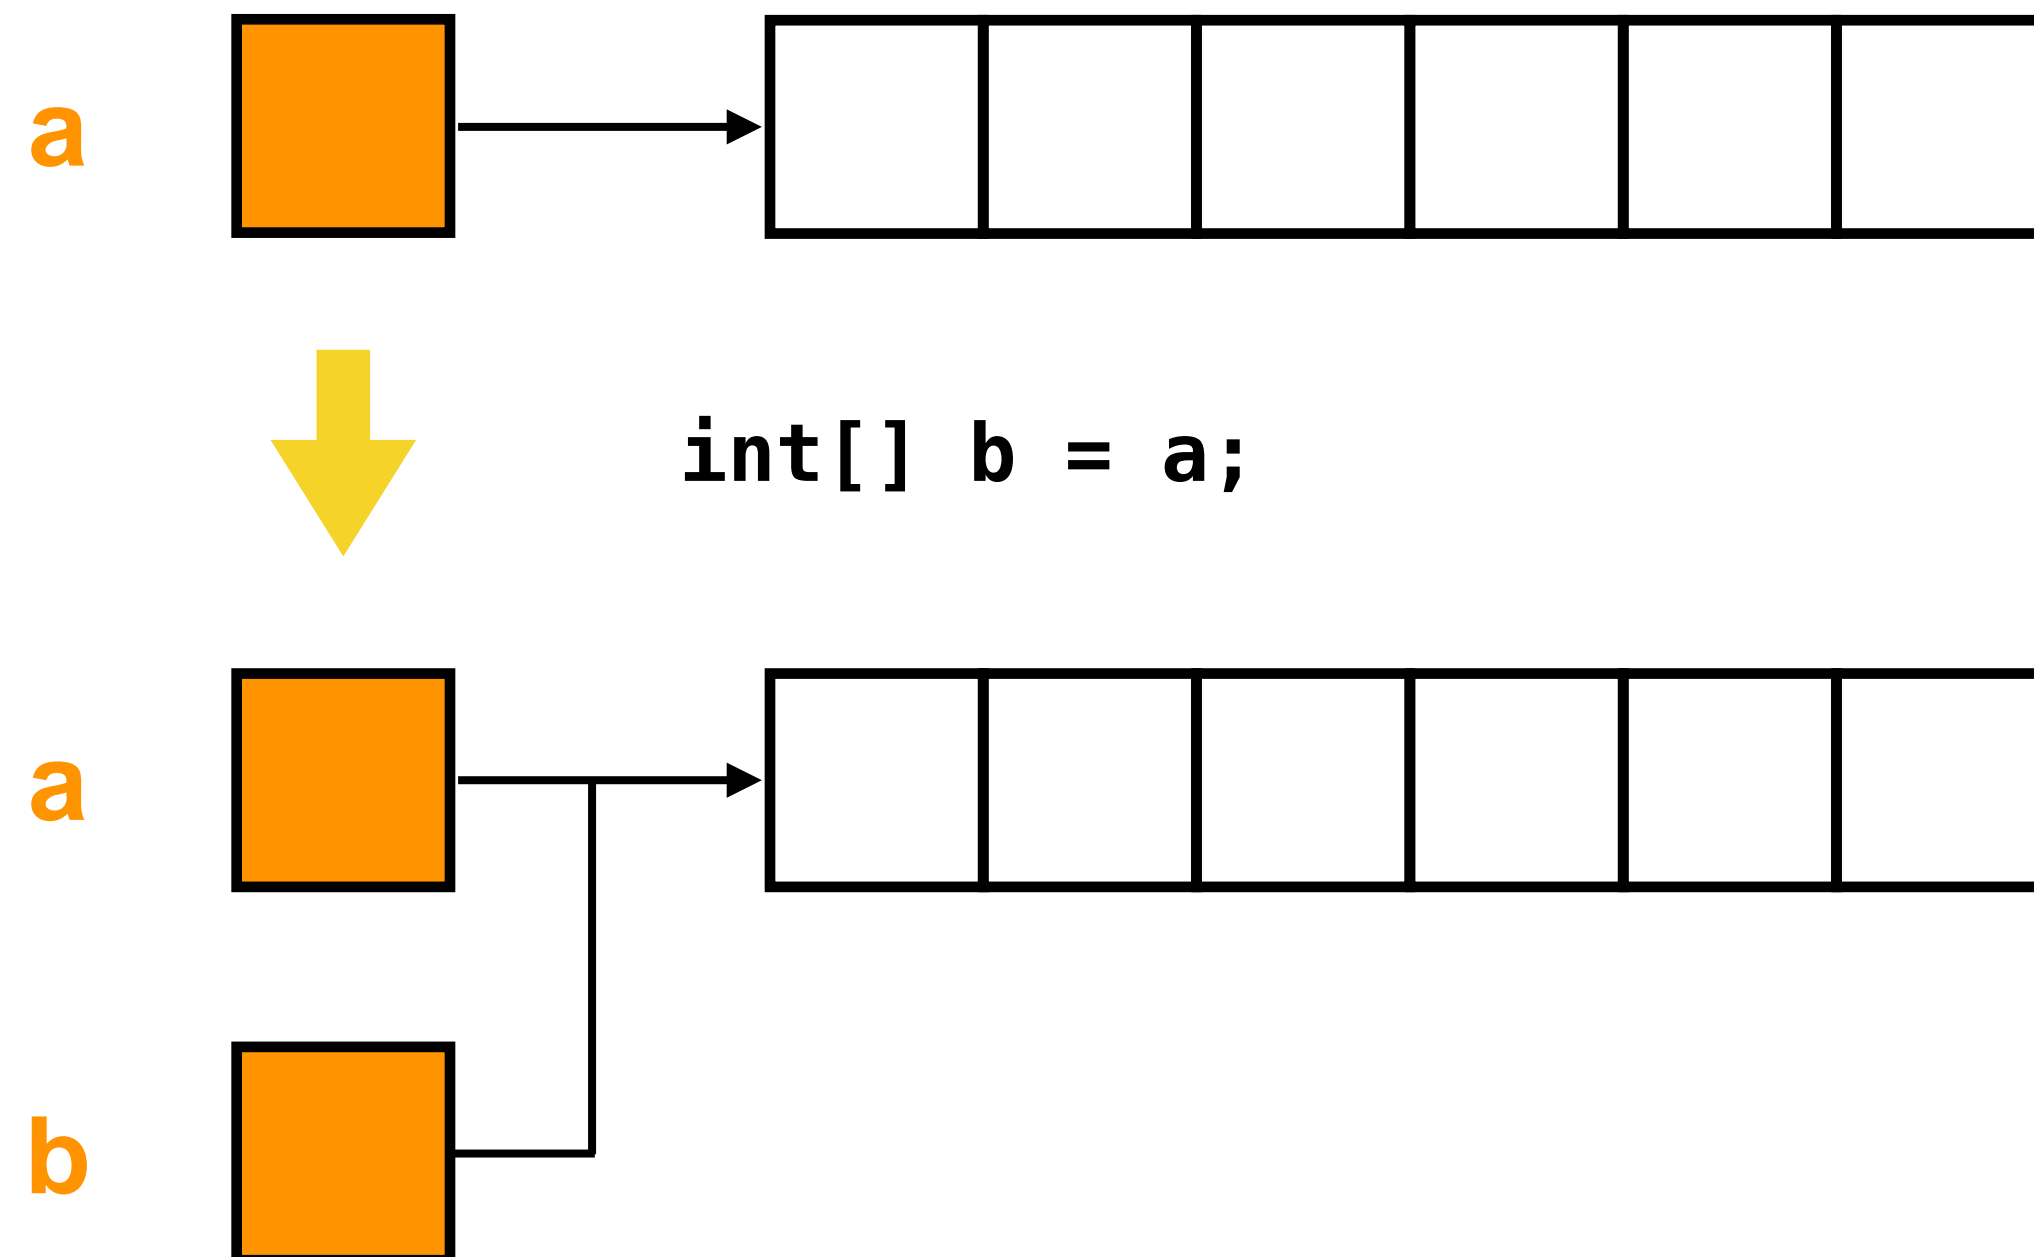 a
int[] b = a;
a
b